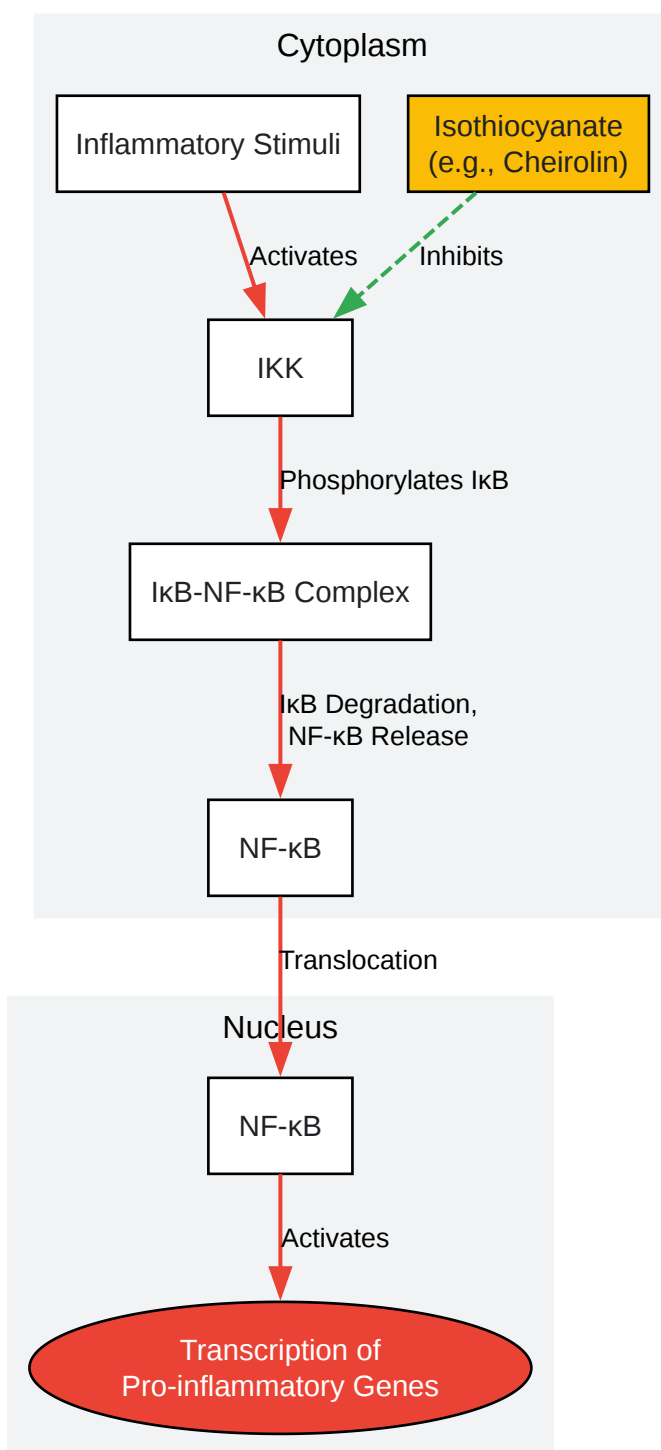 Cytoplasm
Inflammatory Stimuli
Isothiocyanate
(e.g., Cheirolin)
Activates
Inhibits
IKK
Phosphorylates IκB
IκB-NF-κB Complex
IκB Degradation,
NF-κB Release
NF-κB
Translocation
Nucleus
NF-κB
Activates
Transcription of
Pro-inflammatory Genes